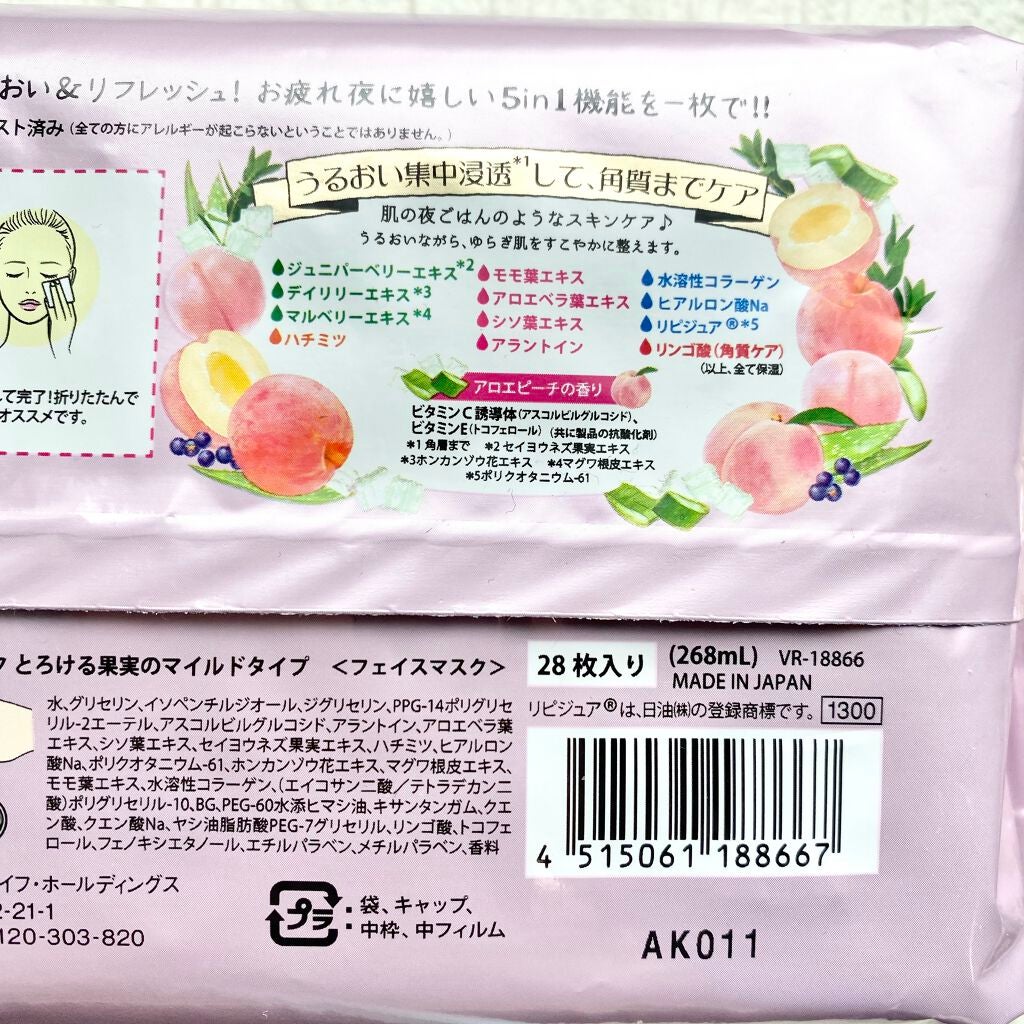 おい&リフレッシュ! お疲れ夜に嬉しい5in1機能を一枚で!!
スト済み(全ての方にアレルギーが起こらないということではありません。)
うるおい集中浸透*1して、角質までケア
肌の夜ごはんのようなスキンケア♪
うるおいながら、ゆらぎ肌をすこやかに整えます。
ジュニパーベリーエキス*2
デイリリーエキス*3
マルベリーエキス*4
ハチミツ
モモ葉エキス
アロエベラ葉エキス
シソ葉エキス
アラントイン
水溶性コラーゲン
ヒアルロン酸Na
リピジュア®*5
リンゴ酸(角質ケア)
(以上、全て保湿)
アロエピーチの香り
ビタミンC誘導体(アスコルビルグルコシド)、
ビタミンE(トコフェロール) (共に製品の抗酸化剤)
*1 角層まで *2セイヨウネズ果実エキス
*3ホンカンゾウ花エキス *4マグワ根皮エキス
*5ポリクオタニウム-61
して完了!折りたたんで
オススメです。
ク とろける果実のマイルドタイプ <フェイスマスク>
水、グリセリン、イソペンチルジオール、ジグリセリン、PPG-14ポリグリセ
リル-2エーテル、アスコルビルグルコシド、アラントイン、アロエベラ葉
エキス、シソ葉エキス、セイヨウネズ果実エキス、ハチミツ、ヒアルロン
酸Na、ポリクオタニウム-61、ホンカンゾウ花エキス、マグワ根皮エキス、
モモ葉エキス、水溶性コラーゲン、(エイコサン二酸/テトラデカン二
酸)ポリグリセリル-10、BG、PEG-60水添ヒマシ油、キサンタンガム、クエ
ン酸、クエン酸Na、ヤシ油脂肪酸PEG-7グリセリル、リンゴ酸、トコフェ
ロール、フェノキシエタノール、エチルパラベン、メチルパラベン、香料
28枚入り (268mL) VR-18866
MADE IN JAPAN
リピジュア®は、日油㈱の登録商標です。 1300
4 515061 188667
イフ・ホールディングス
2-21-1
120-303-820
プラ
: 袋、キャップ、
: 中枠、中フィルム
AK011